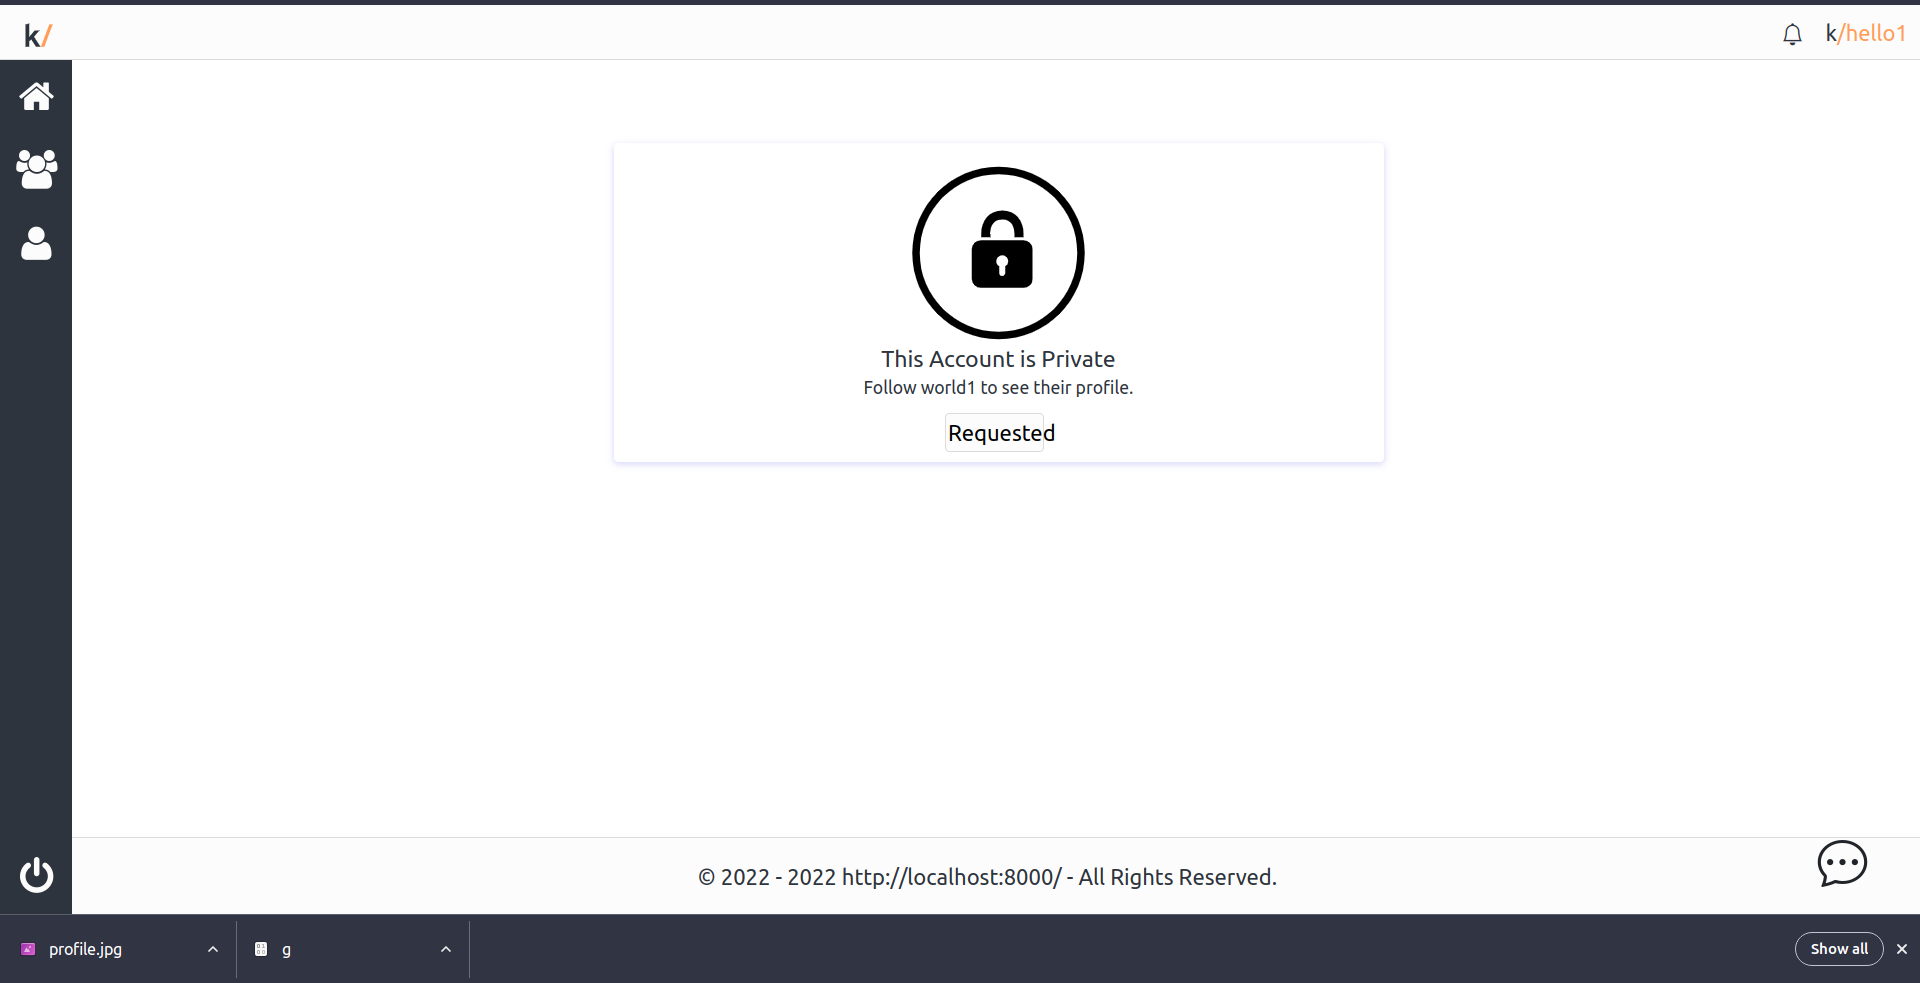 k/
k/hello1
This Account is Private
Follow world1 to see their profile.
Requested
© 2022 - 2022 http://localhost:8000/ - All Rights Reserved.
profile.jpg
g
Show all